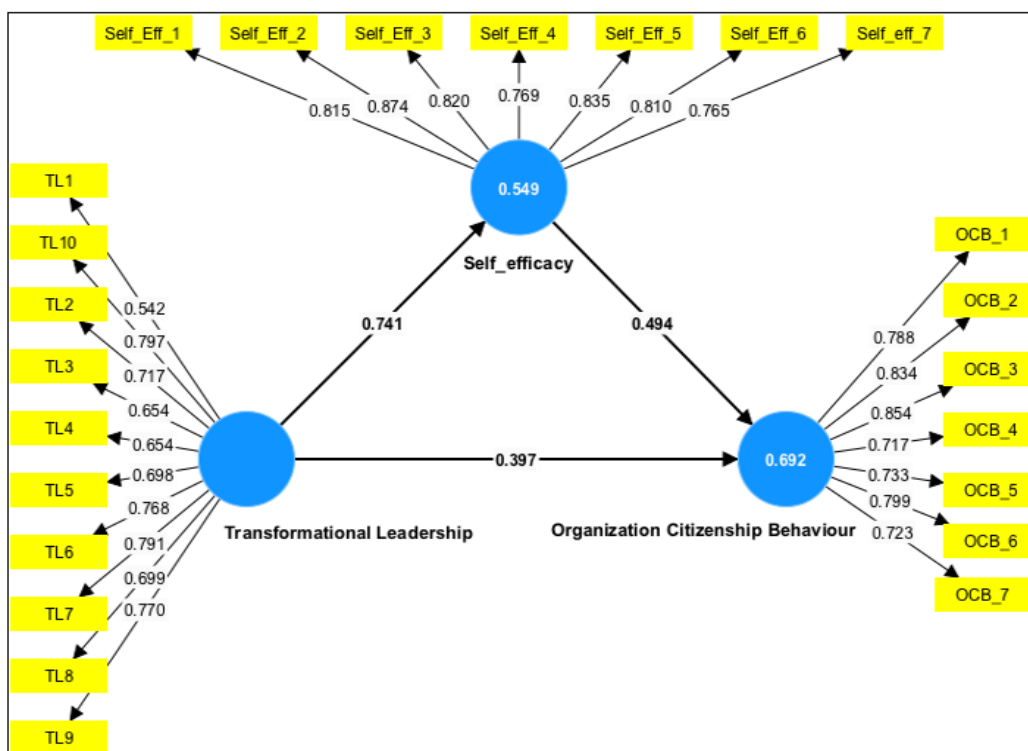 Self_Eff_1
Self_Eff_2
Self_Eff_3
Self_Eff_4
Self_Eff_5
Self_Eff_6
Self_eff_7
0.815
0.874
0.820
0.769
0.835
0.810
0.765
0.549
Self_efficacy
TL1
TL10
TL2
TL3
TL4
TL5
TL6
TL7
TL8
TL9
0.542
0.797
0.717
0.654
0.654
0.698
0.768
0.791
0.699
0.770
Transformational Leadership
0.741
0.494
0.397
0.692
Organization Citizenship Behaviour
0.788
0.834
0.854
0.717
0.733
0.799
0.723
OCB_1
OCB_2
OCB_3
OCB_4
OCB_5
OCB_6
OCB_7